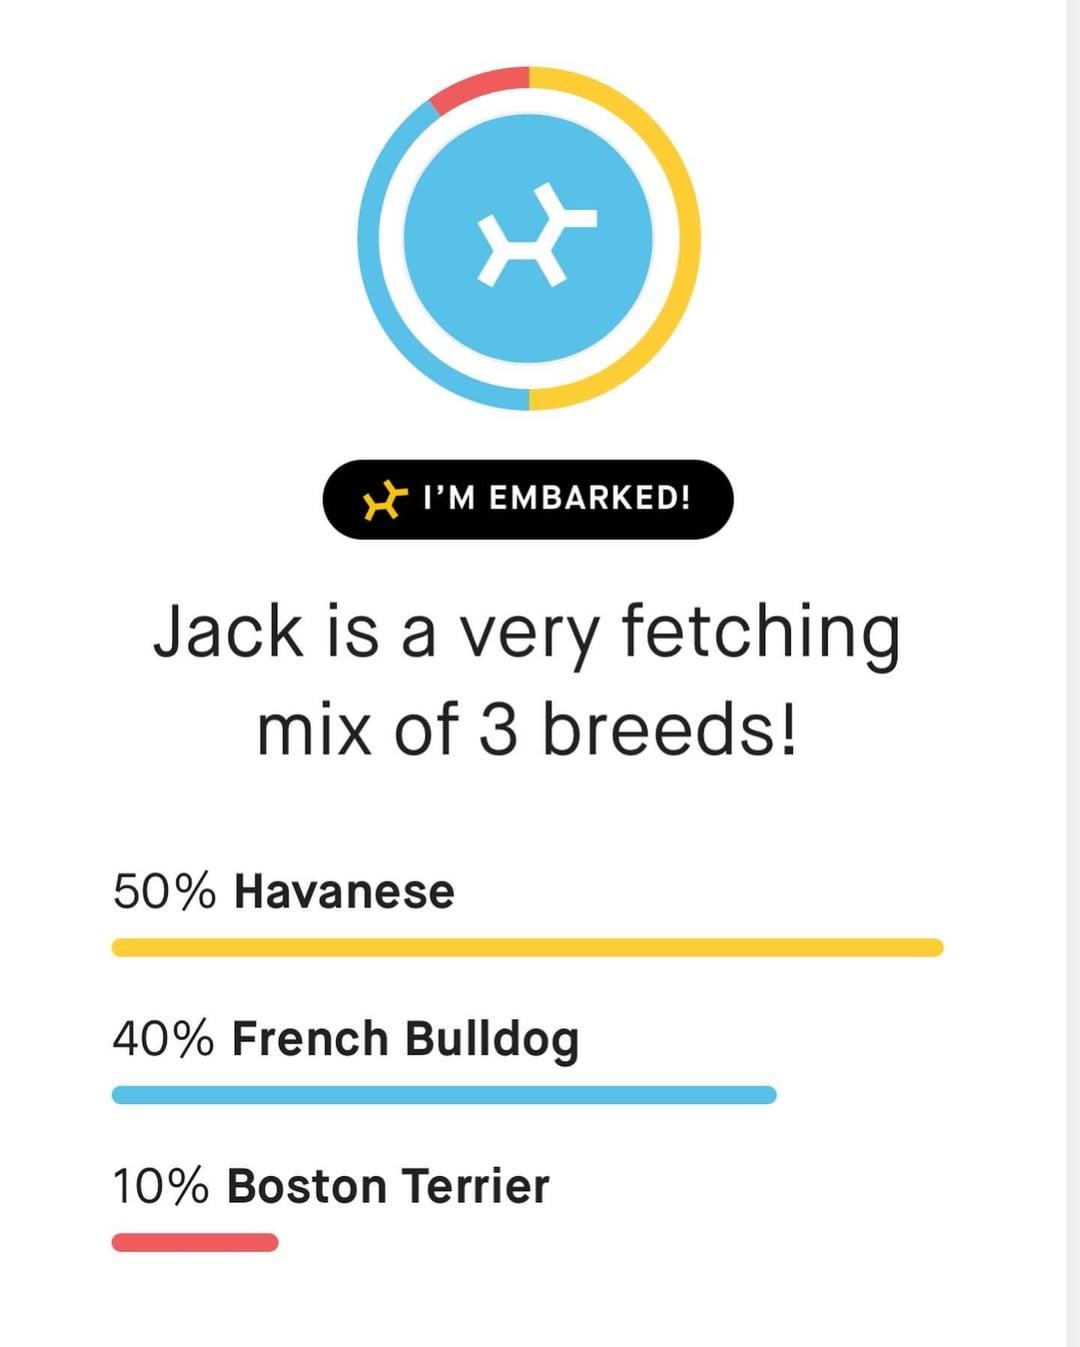 I’M EMBARKED!
Jack is a very fetching
mix of 3 breeds!
50% Havanese
40% French Bulldog
10% Boston Terrier